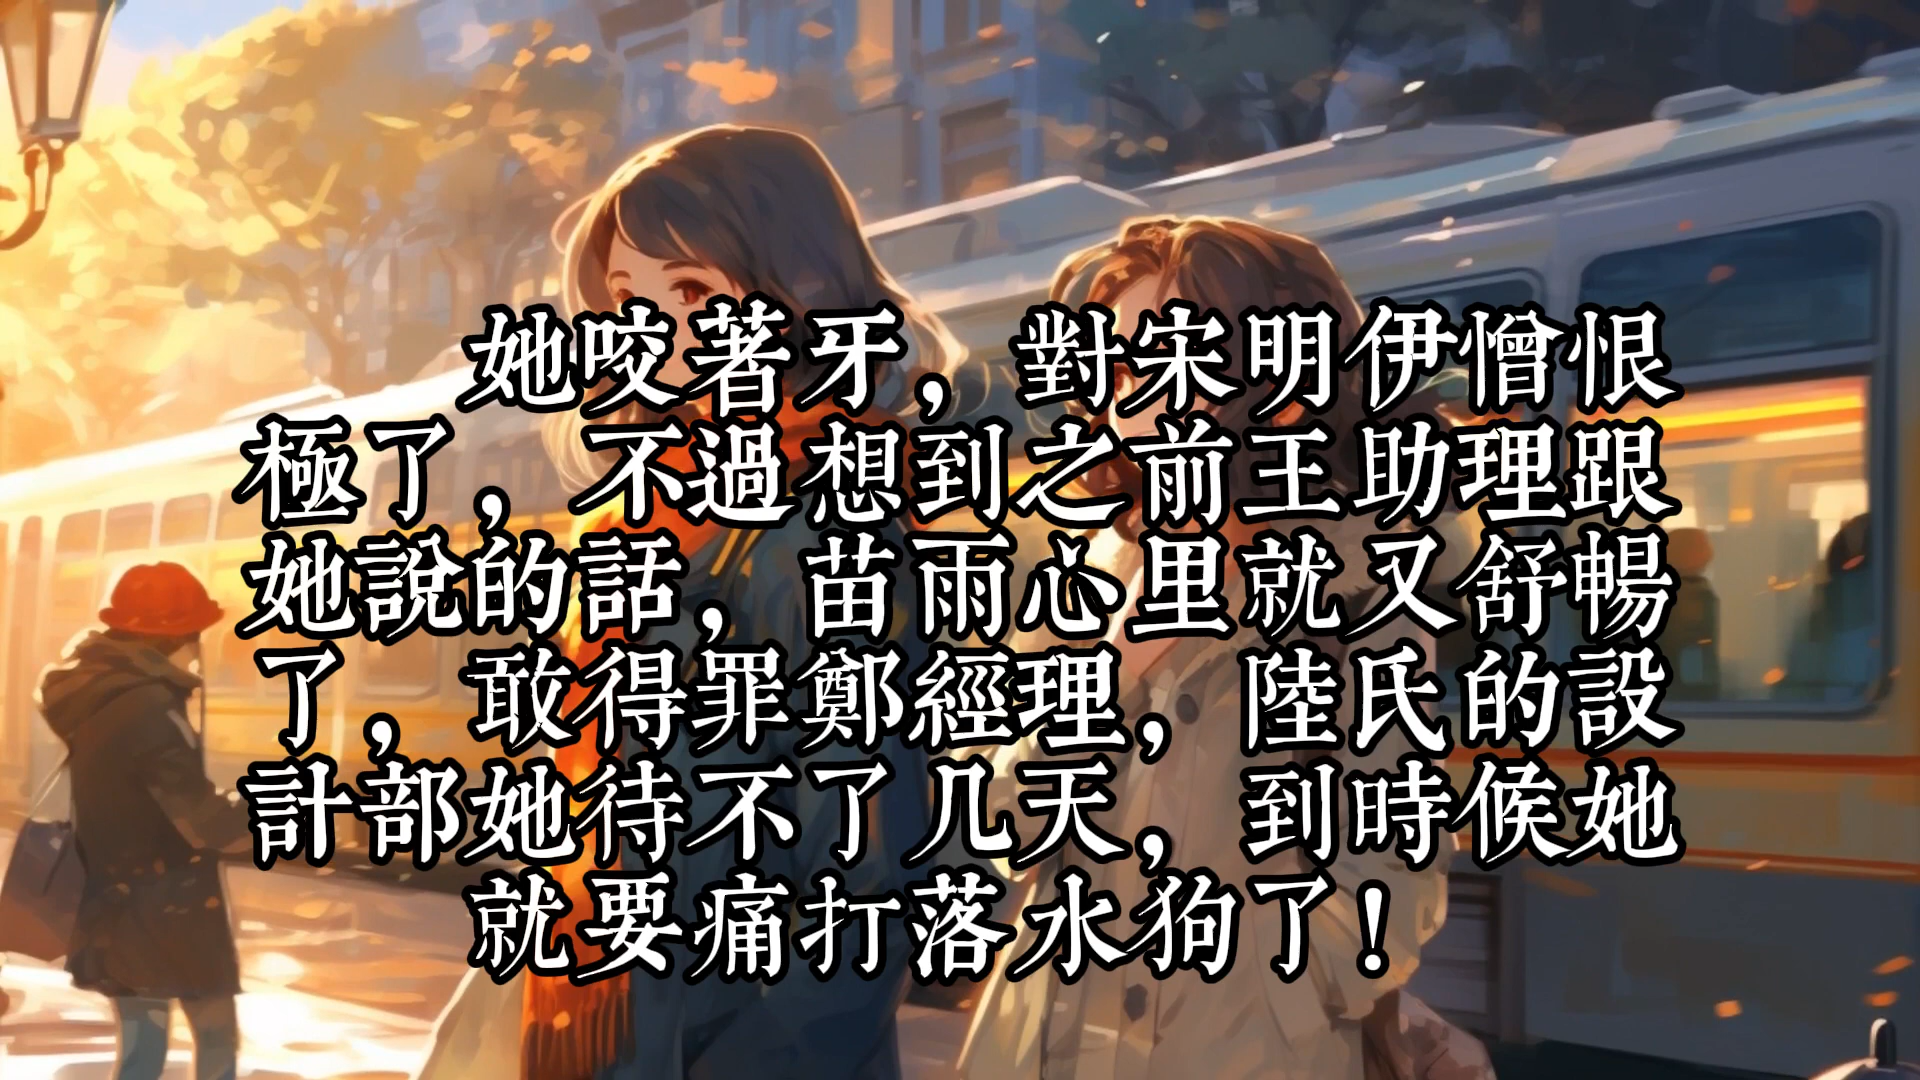 她咬著牙，對宋明伊憎恨
極了，不過想到之前王助理跟
她說的話，苗雨心里就又舒暢
了，敢得罪鄭經理，陸氏的設
計部她待不了几天，到時候她
就要痛打落水狗了！